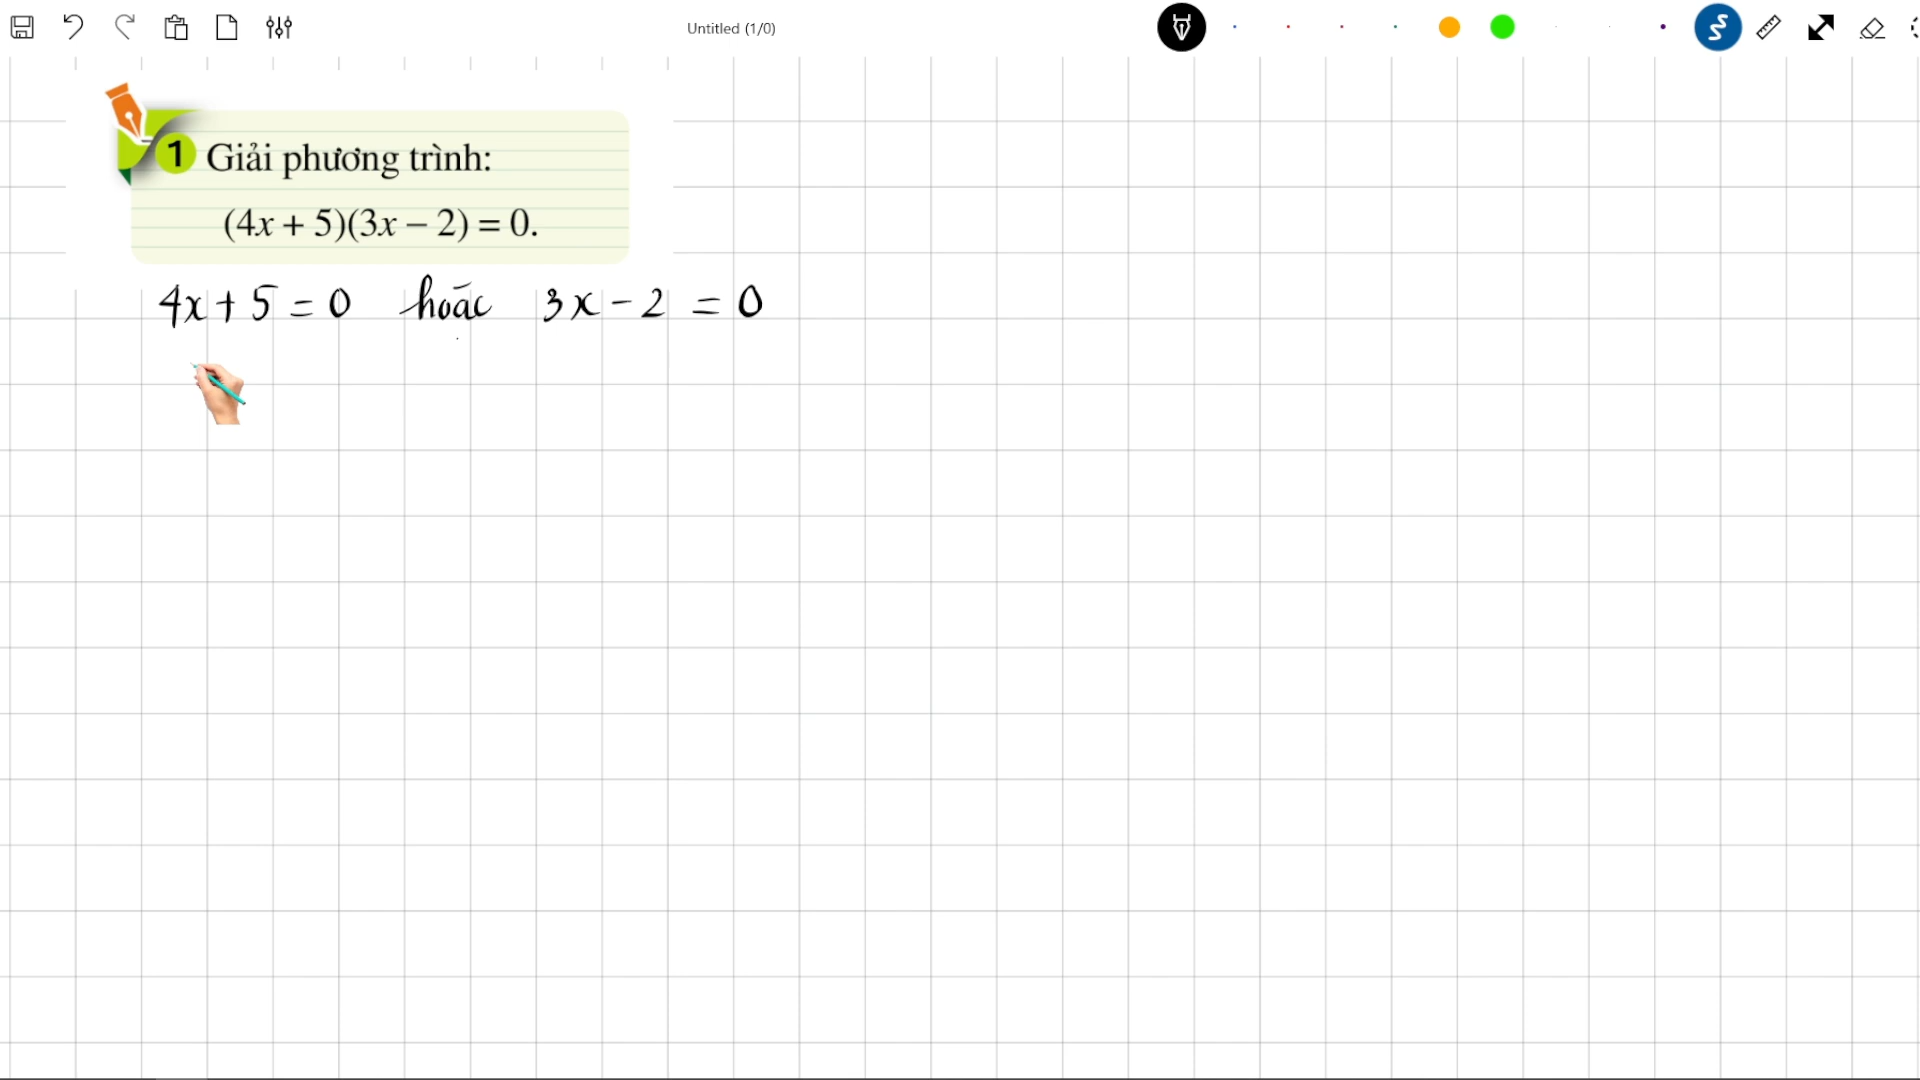 Untitled (1/0)
1 Giải phương trình:
(4x + 5)(3x − 2) = 0.
4x + 5 = 0 hoặc 3x - 2 = 0